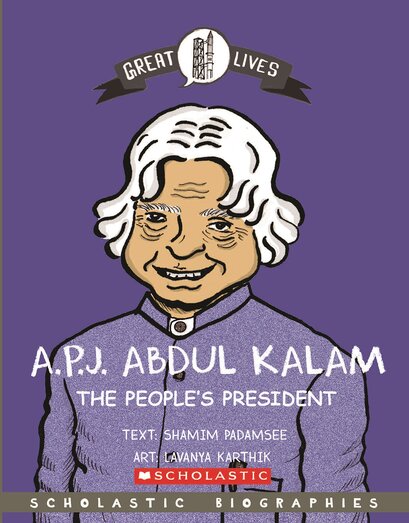 GREAT LIVES
A.P.J. ABDUL KALAM
THE PEOPLE'S PRESIDENT
TEXT: SHAMIM PADAMSEE
ART: LAVANYA KARTHIK
SCHOLASTIC
SCHOLASTIC BIOGRAPHIES